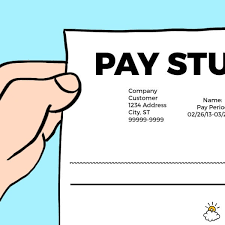 PAY STU
Company
Customer
1234 Address
City, ST
99999-9999
Name:
Pay Perio
02/26/13-03/